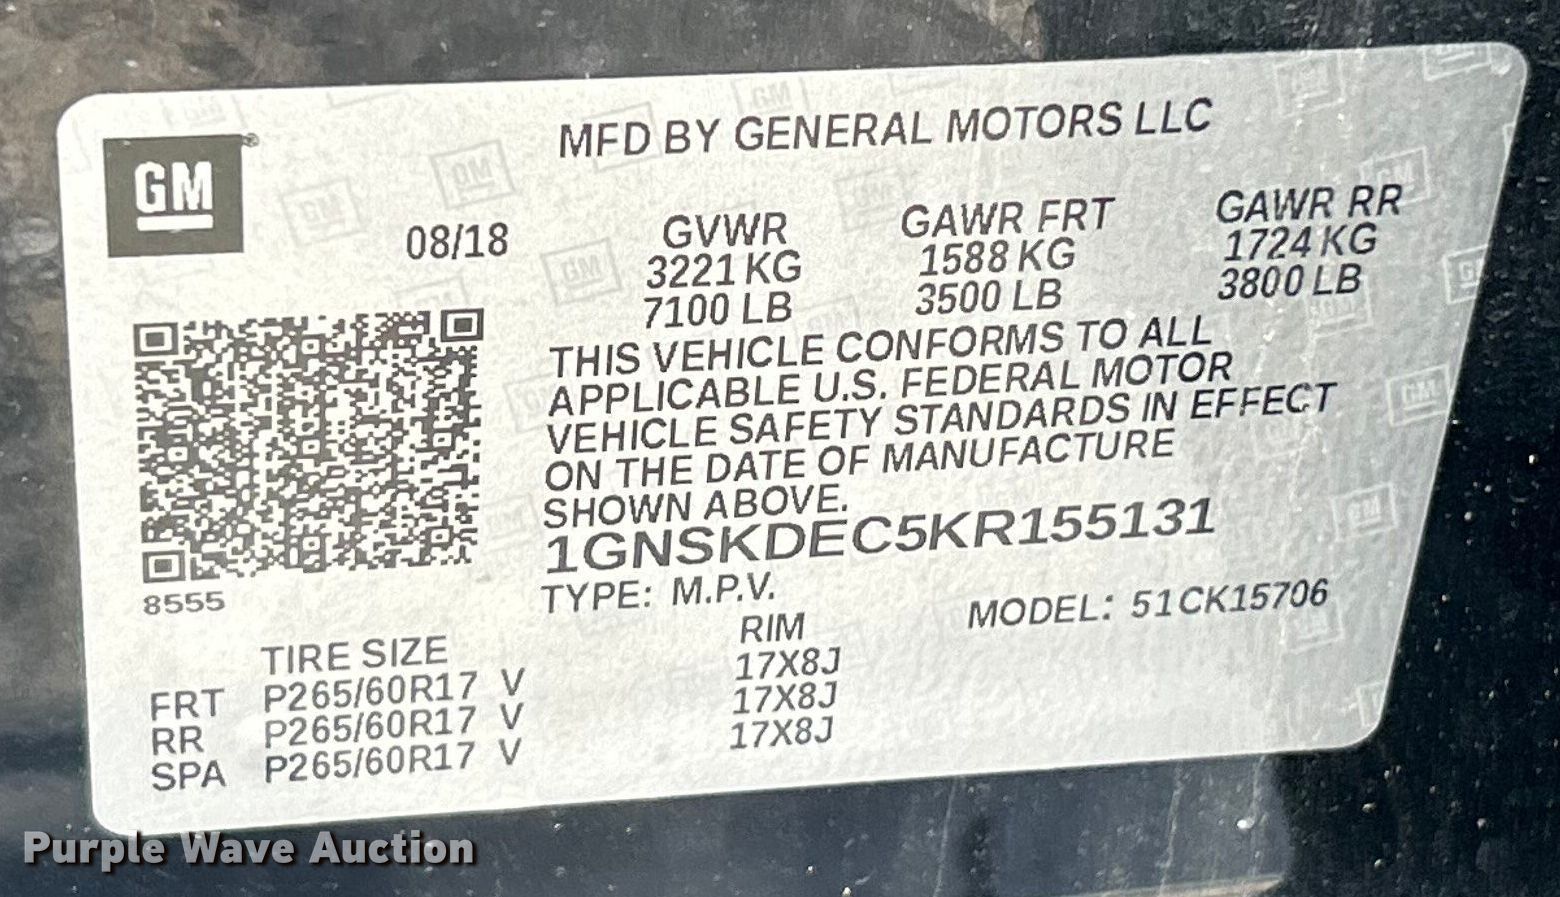 GM
MFD BY GENERAL MOTORS LLC
08/18
GVWR GAWR FRT GAWR RR
3221 KG 1588 KG 1724 KG
7100 LB 3500 LB 3800 LB
THIS VEHICLE CONFORMS TO ALL
APPLICABLE U.S. FEDERAL MOTOR
VEHICLE SAFETY STANDARDS IN EFFECT
ON THE DATE OF MANUFACTURE
SHOWN ABOVE.
1GNSKDEC5KR155131
8555
TYPE: M.P.V. MODEL: 51CK15706
TIRE SIZE RIM
FRT P265/60R17 V 17X8J
RR P265/60R17 V 17X8J
SPA P265/60R17 V 17X8J
Purple Wave Auction